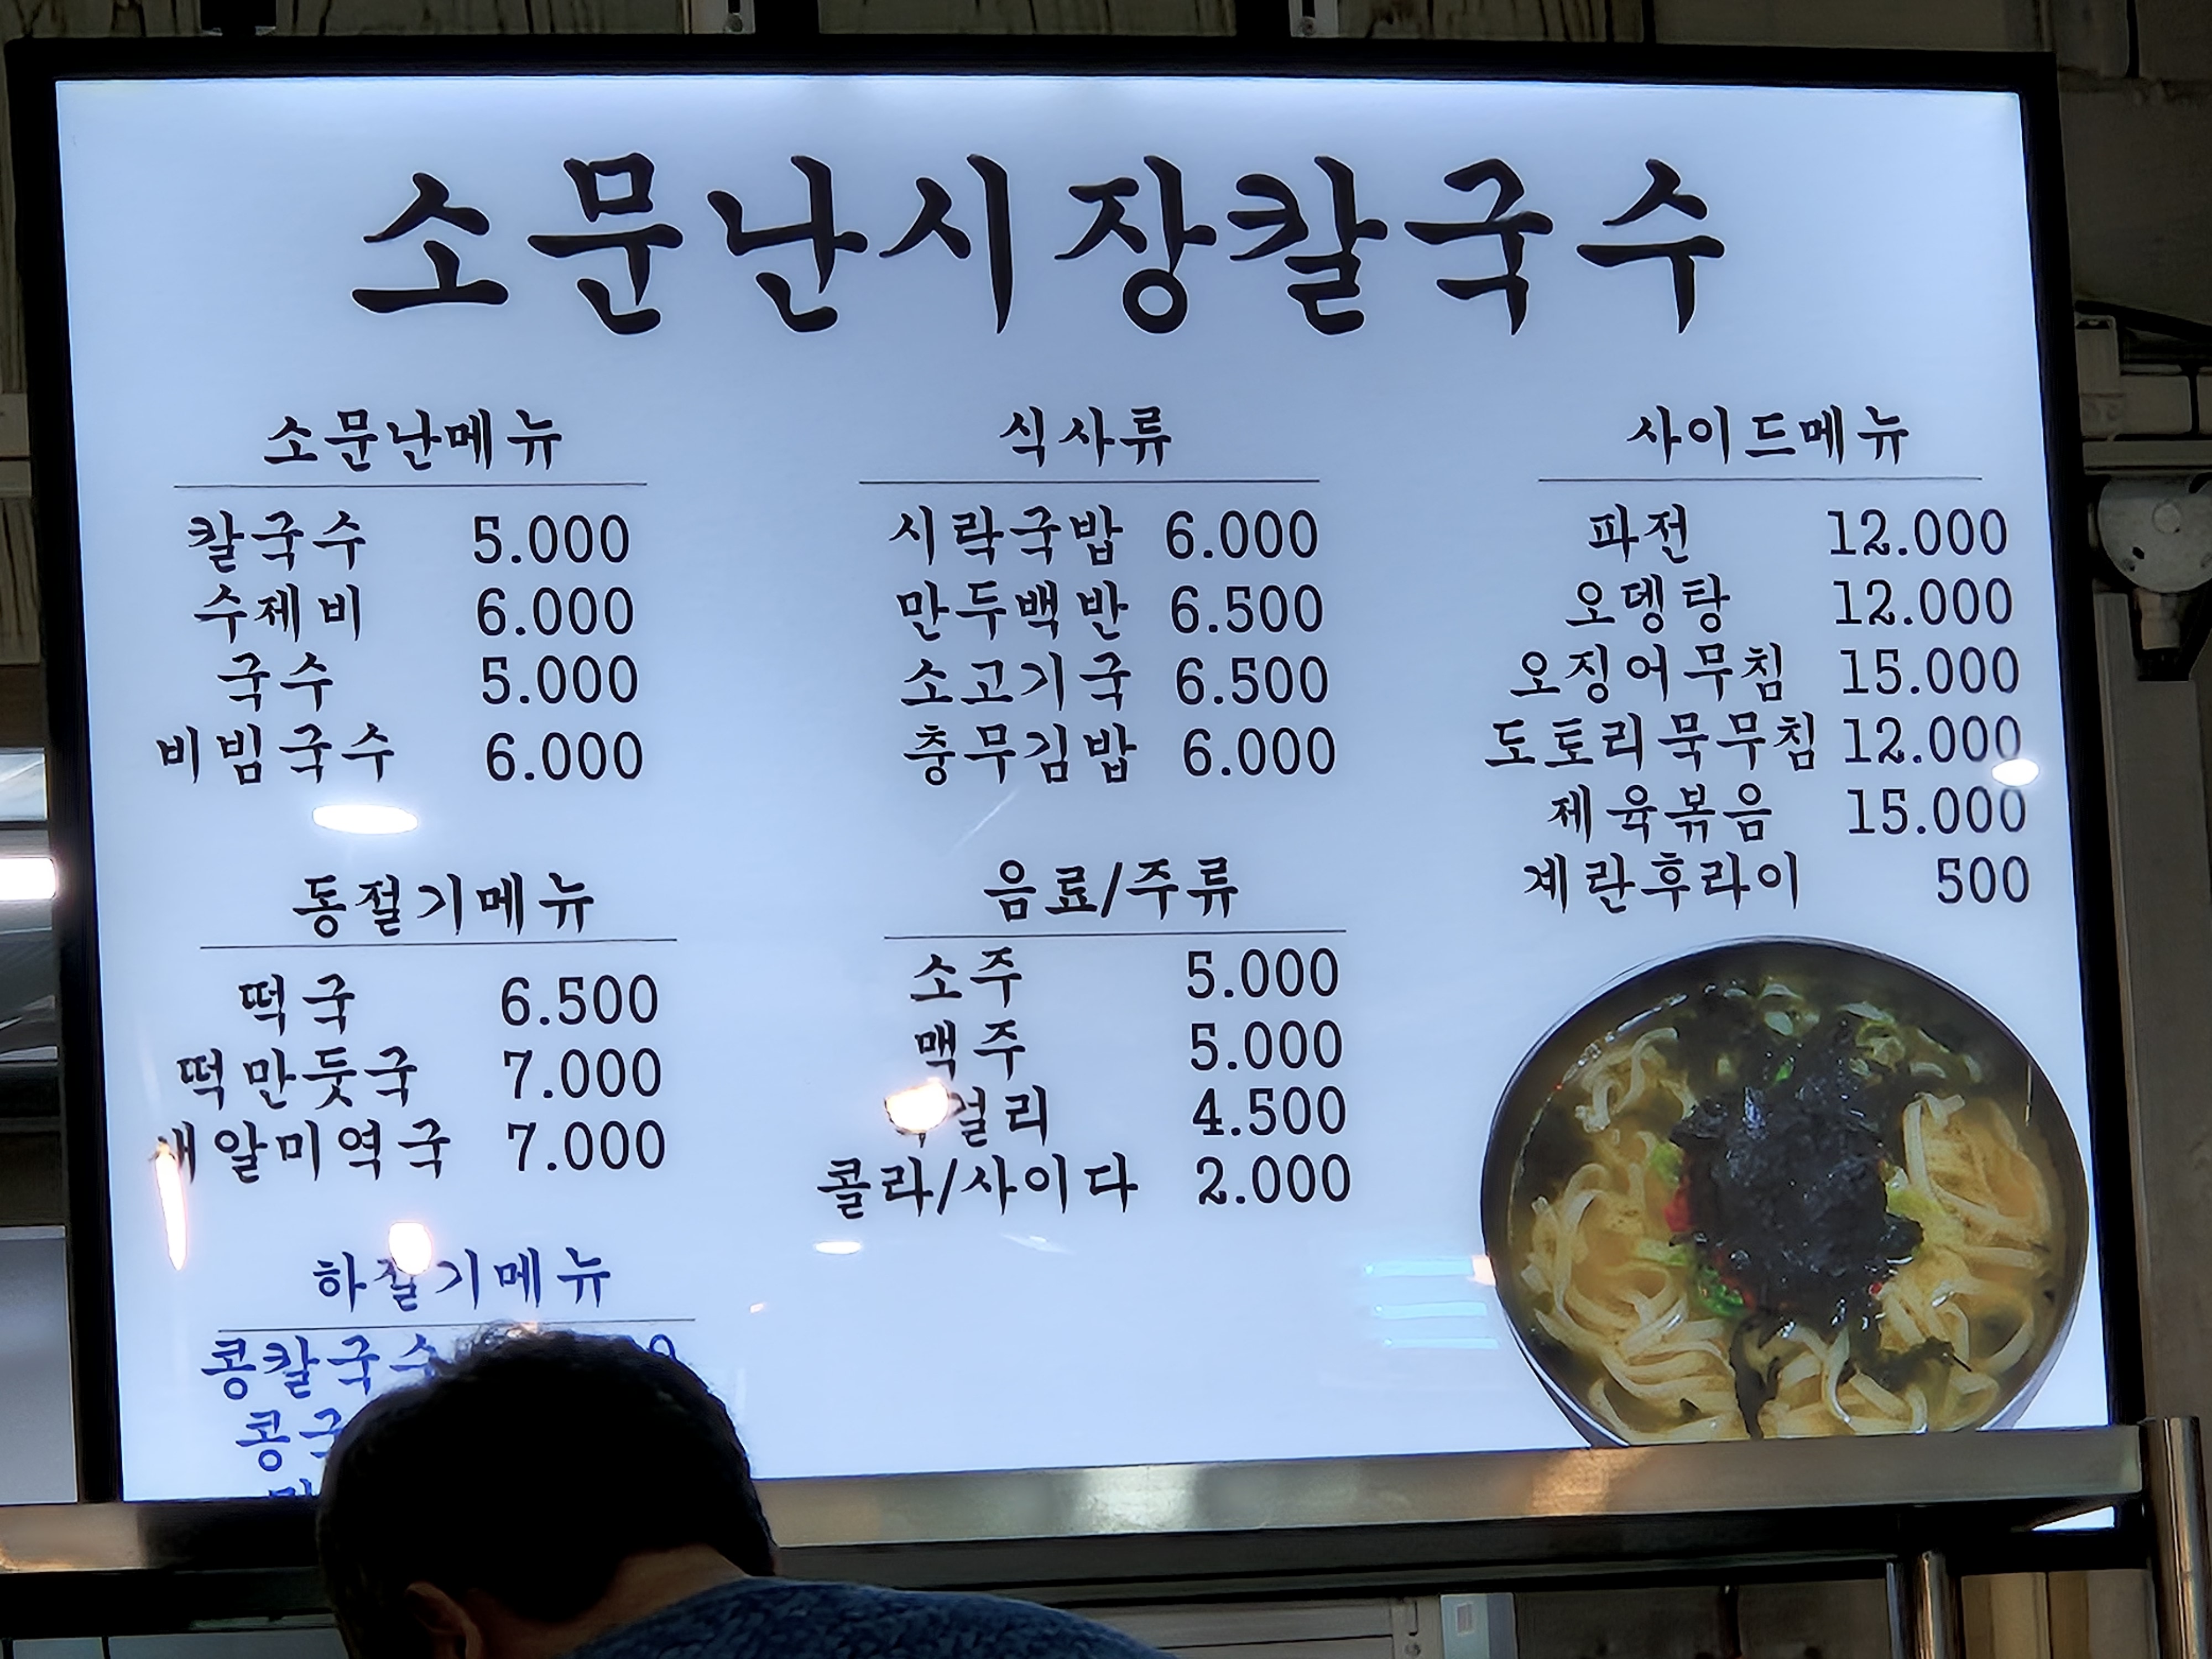 소문난시장칼국수
소문난메뉴
칼국수 5.000
수제비 6.000
국수 5.000
비빔국수 6.000
동절기메뉴
떡국 6.500
떡만둣국 7.000
새알미역국 7.000
하절기메뉴
콩칼국수
식사류
시락국밥 6.000
만두백반 6.500
소고기국 6.500
충무김밥 6.000
음료/주류
소주 5.000
맥주 5.000
4.500
콜라/사이다 2.000
사이드메뉴
파전 12.000
오뎅탕 12.000
오징어무침 15.000
도토리묵무침 12.000
제육볶음 15.000
계란후라이 500